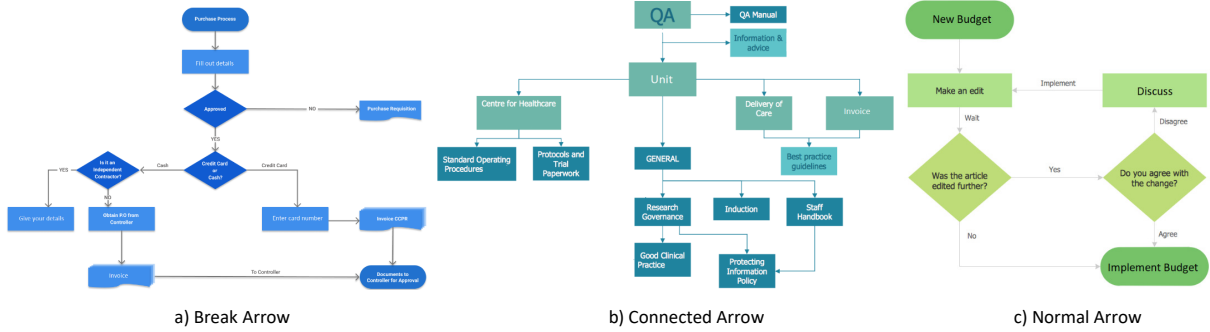 Purchase Process
Fill out details
Approved
NO
Purchase Requisition
YES
Is it an
Independent
Contractor?
Cash
Credit Card
or
Cash?
Credit Card
YES
NO
Give your details
Obtain P.O from
Controller
Enter card number
Invoice CCPR
Invoice
To Controller
Documents to
Controller for Approval
a) Break Arrow
QA
QA Manual
Information &
advice
Unit
Centre for Healthcare
Delivery of
Care
Invoice
Standard Operating
Procedures
Protocols and
Trial Paperwork
GENERAL
Best practice
guidelines
Research
Governance
Induction
Staff
Handbook
Good Clinical
Practice
Protecting
Information
Policy
b) Connected Arrow
New Budget
Make an edit
Implement
Discuss
Wait
Disagree
Was the article
edited further?
Yes
Do you agree with
the change?
No
Agree
Implement Budget
c) Normal Arrow